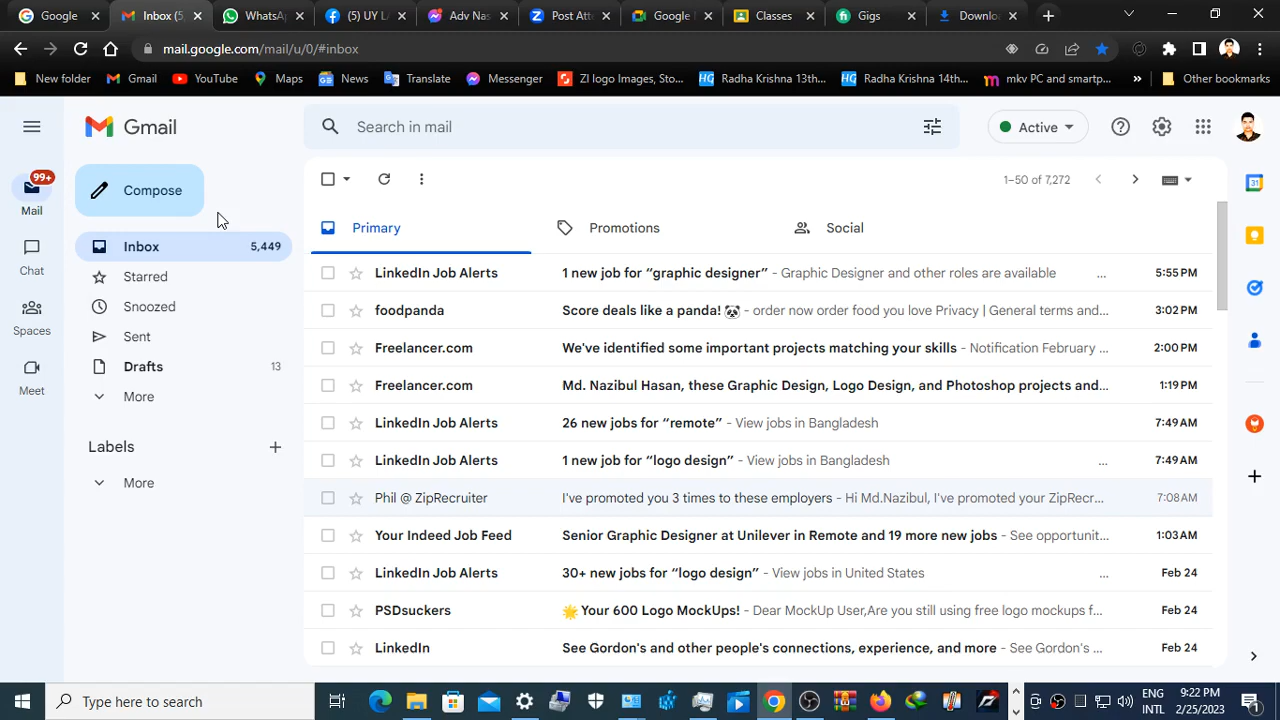 Google
Inbox (5,
WhatsA
(5) UY LA
Adv Nas
Post Atte
Google
Classes
Gigs
Downlo
mail.google.com/mail/u/0/#inbox
New folder
Gmail
YouTube
Maps
News
Translate
Messenger
ZI logo Images, Sto...
Radha Krishna 13th...
Radha Krishna 14th...
mkv PC and smartp...
Other bookmarks
Gmail
Search in mail
Active
99+
Mail
Chat
Spaces
Meet
Compose
Inbox 5,449
Starred
Snoozed
Sent
Drafts 13
More
Labels
More
1–50 of 7,272
Primary
Promotions
Social
LinkedIn Job Alerts 1 new job for “graphic designer” - Graphic Designer and other roles are available ... 5:55 PM
foodpanda Score deals like a panda! 🐼 - order now order food you love Privacy | General terms and... 3:02 PM
Freelancer.com We've identified some important projects matching your skills - Notification February ... 2:00 PM
Freelancer.com Md. Nazibul Hasan, these Graphic Design, Logo Design, and Photoshop projects and... 1:19 PM
LinkedIn Job Alerts 26 new jobs for “remote” - View jobs in Bangladesh 7:49 AM
LinkedIn Job Alerts 1 new job for “logo design” - View jobs in Bangladesh ... 7:49 AM
Phil @ ZipRecruiter I've promoted you 3 times to these employers - Hi Md.Nazibul, I've promoted your ZipRecr... 7:08 AM
Your Indeed Job Feed Senior Graphic Designer at Unilever in Remote and 19 more new jobs - See opportunit... 1:03 AM
LinkedIn Job Alerts 30+ new jobs for “logo design” - View jobs in United States ... Feb 24
PSDsuckers 🌟 Your 600 Logo MockUps! - Dear MockUp User,Are you still using free logo mockups f... Feb 24
LinkedIn See Gordon's and other people's connections, experience, and more - See Gordon's ... Feb 24
31
Type here to search
ENG
INTL
9:22 PM
2/25/2023
1